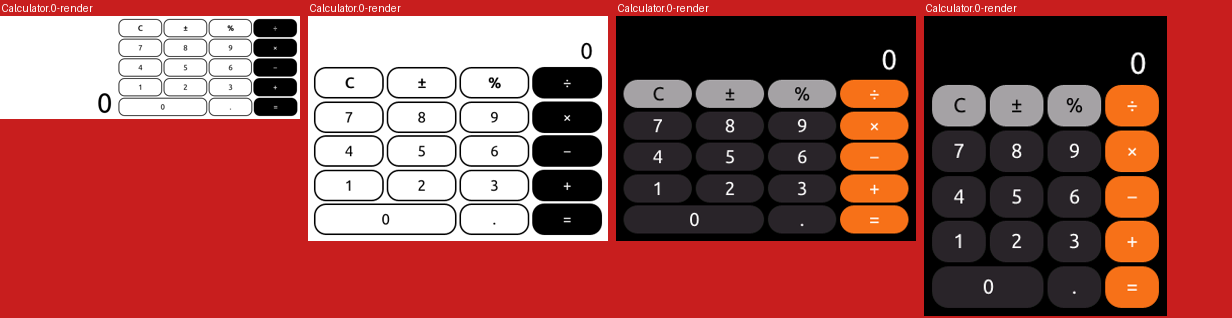 Calculator.0-render
C ± % ÷
7 8 9 ×
4 5 6 −
1 2 3 +
0
0 . =
Calculator.0-render
0
C ± % ÷
7 8 9 ×
4 5 6 −
1 2 3 +
0 . =
Calculator.0-render
0
C ± % ÷
7 8 9 ×
4 5 6 −
1 2 3 +
0 . =
Calculator.0-render
0
C ± % ÷
7 8 9 ×
4 5 6 −
1 2 3 +
0 . =